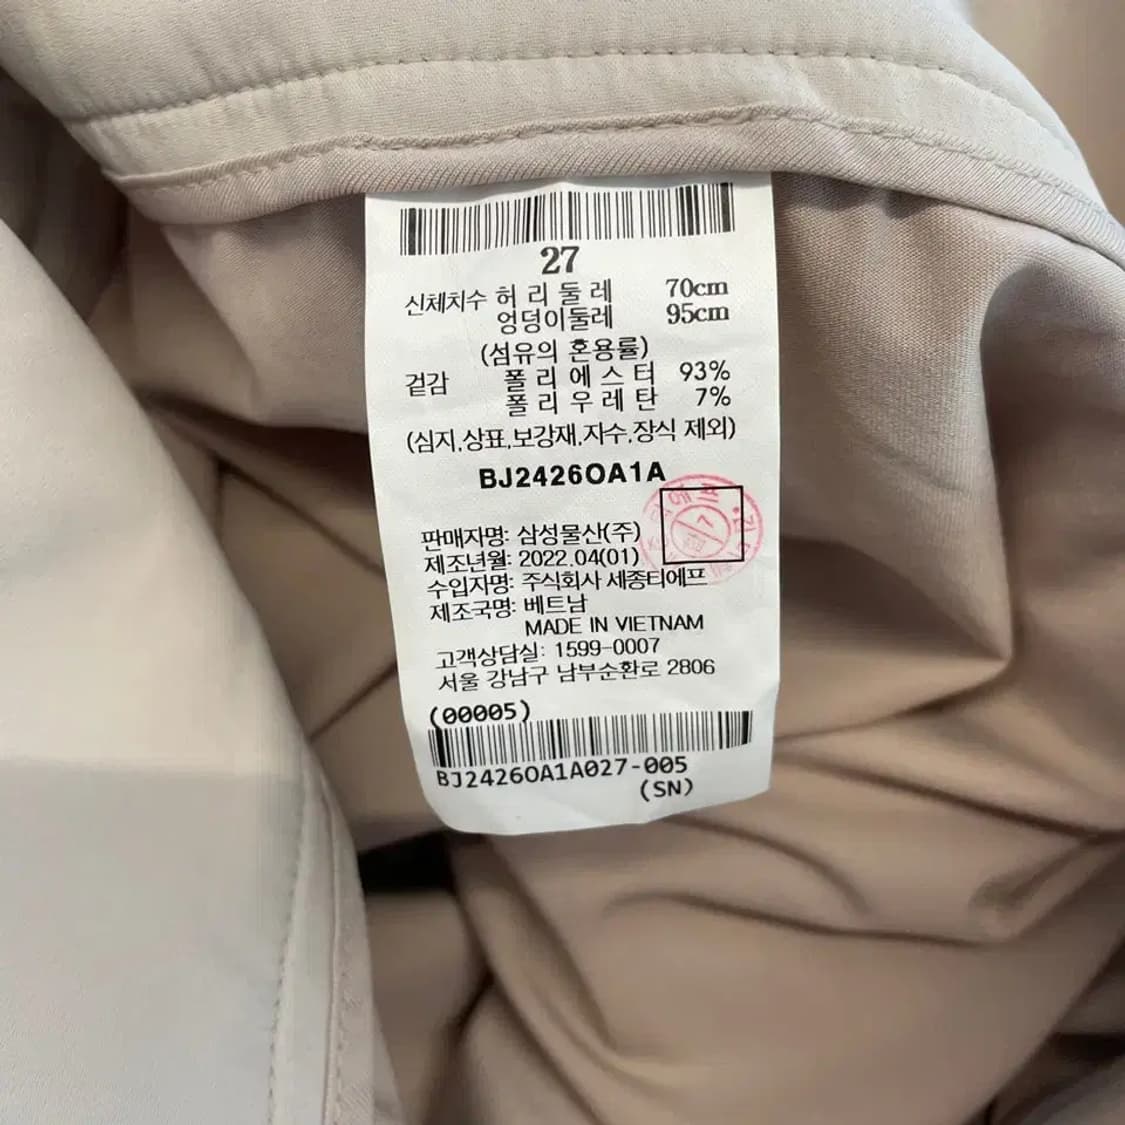 27
신체치수 허 리 둘 레 70cm
엉덩이둘레 95cm
(섬유의 혼용률)
겉감 폴 리 에 스 터 93%
폴 리 우 레 탄 7%
(심지,상표,보강재,자수,장식 제외)
BJ2426OA1A
판매자명: 삼성물산(주)
제조년월: 2022.04(01)
수입자명: 주식회사 세종티에프
제조국명: 베트남
MADE IN VIETNAM
고객상담실: 1599-0007
서울 강남구 남부순환로 2806
(00005)
BJ2426OA1A027-005
(SN)